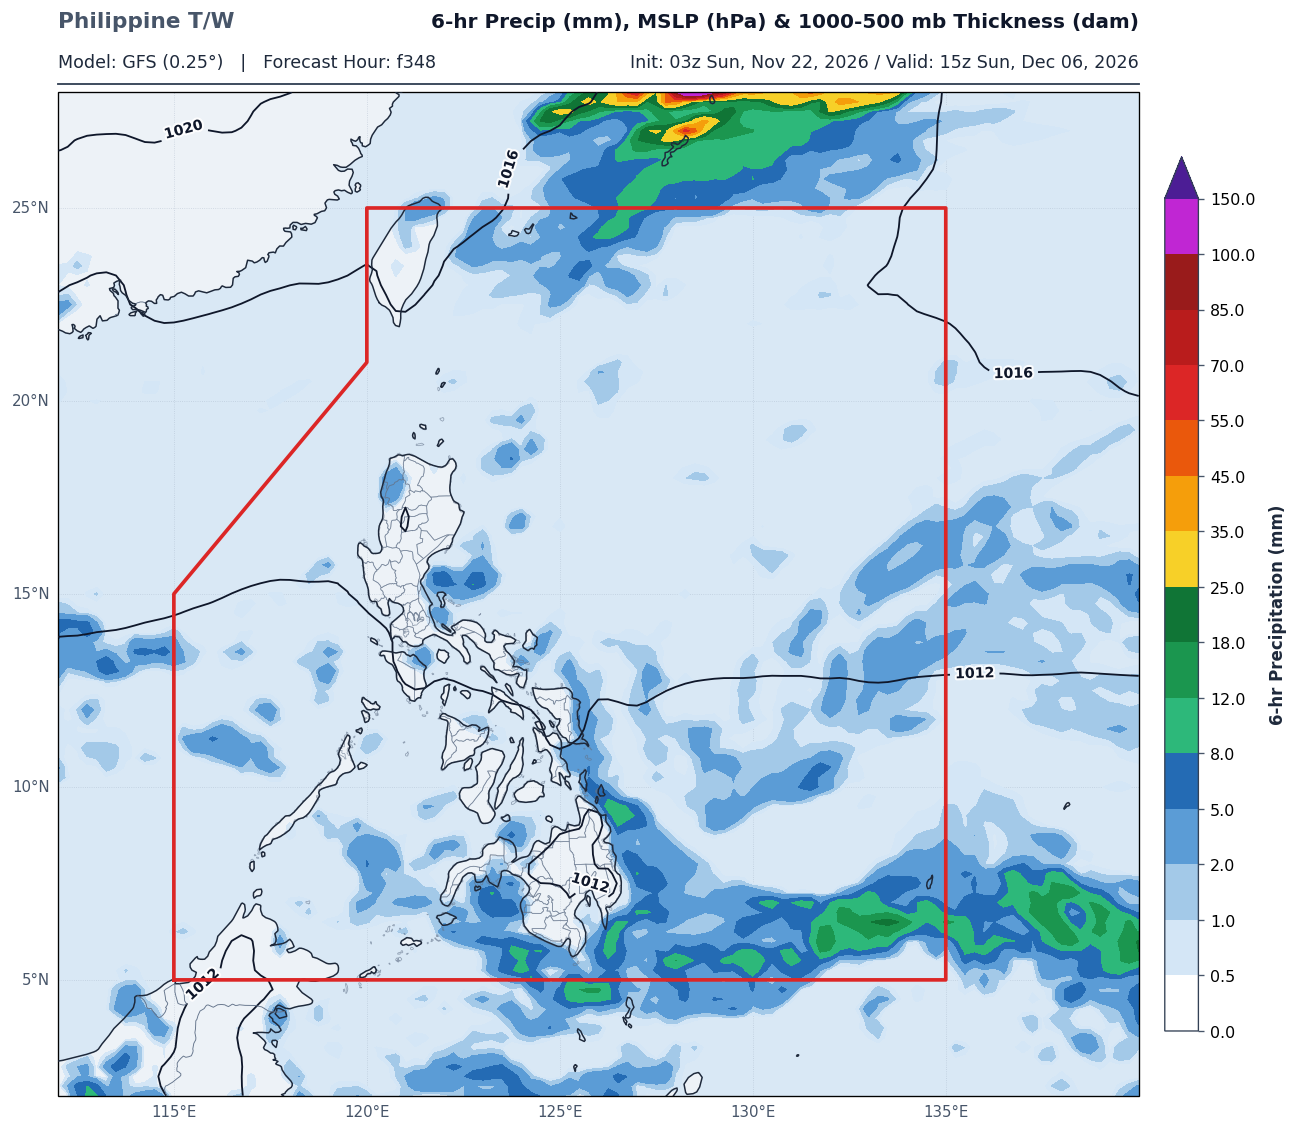 Philippine T/W
6-hr Precip (mm), MSLP (hPa) & 1000-500 mb Thickness (dam)
Model: GFS (0.25°) | Forecast Hour: f348
Init: 03z Sun, Nov 22, 2026 / Valid: 15z Sun, Dec 06, 2026
1020
1016
1016
1012
1012
1012
25°N
20°N
15°N
10°N
5°N
115°E
120°E
125°E
130°E
135°E
150.0
100.0
85.0
70.0
55.0
45.0
35.0
25.0
18.0
12.0
8.0
5.0
2.0
1.0
0.5
0.0
6-hr Precipitation (mm)